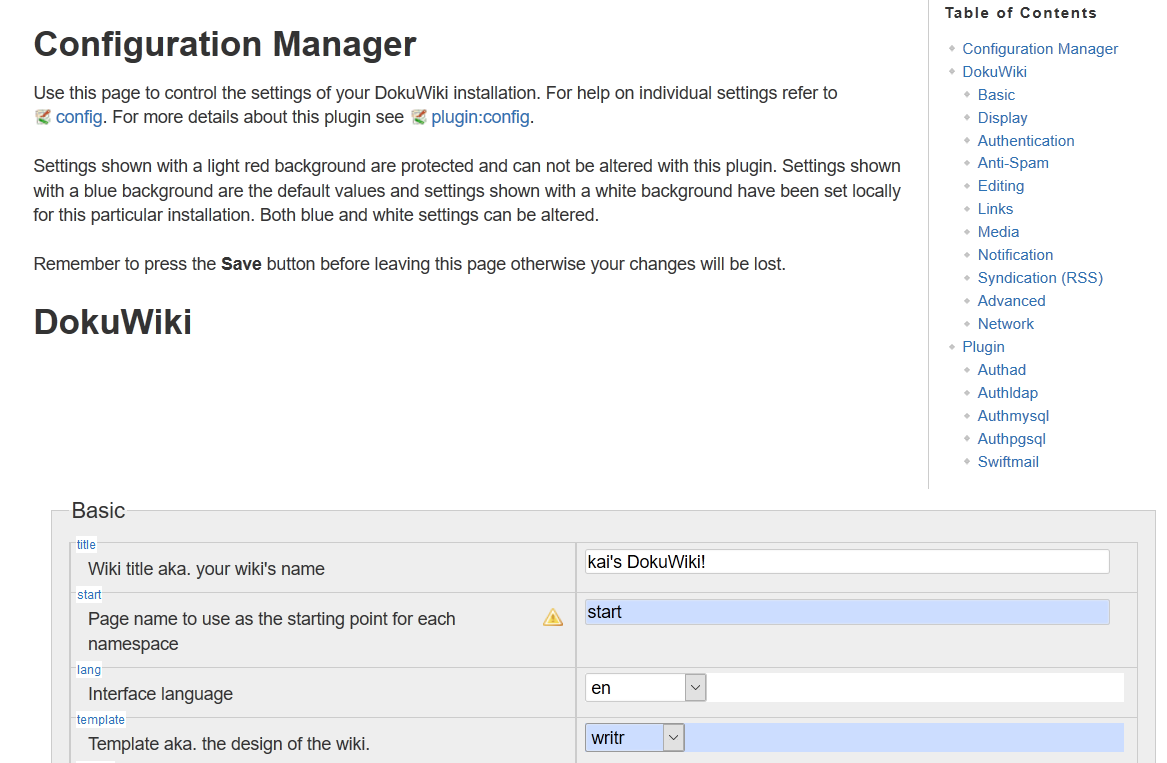 Configuration Manager
Use this page to control the settings of your DokuWiki installation. For help on individual settings refer to
config. For more details about this plugin see plugin:config.
Settings shown with a light red background are protected and can not be altered with this plugin. Settings shown
with a blue background are the default values and settings shown with a white background have been set locally
for this particular installation. Both blue and white settings can be altered.
Remember to press the Save button before leaving this page otherwise your changes will be lost.
DokuWiki
Table of Contents
Configuration Manager
DokuWiki
Basic
Display
Authentication
Anti-Spam
Editing
Links
Media
Notification
Syndication (RSS)
Advanced
Network
Plugin
Authad
Authldap
Authmysql
Authpgsql
Swiftmail
Basic
title
Wiki title aka. your wiki's name
kai's DokuWiki!
start
Page name to use as the starting point for each
namespace
start
lang
Interface language
en
template
Template aka. the design of the wiki.
writr